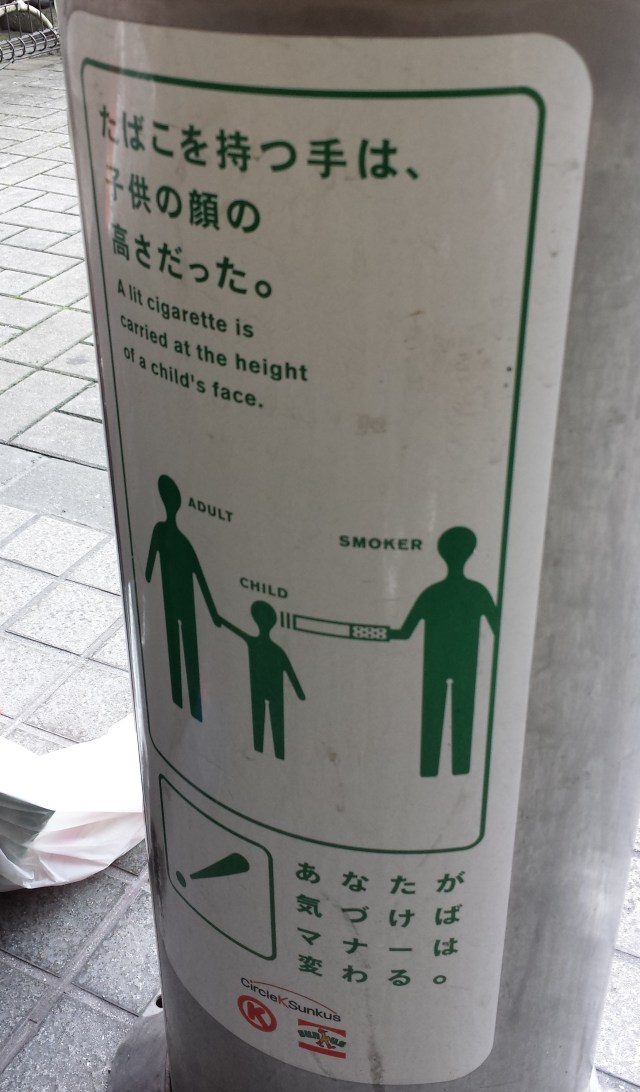 たばこを持つ手は、
子供の顔の
高さだった。
A lit cigarette is
carried at the height
of a child's face.
ADULT
SMOKER
CHILD
あなたが
気づけば
マナーは
変わる。
CircleKSunkus
K
sunkus